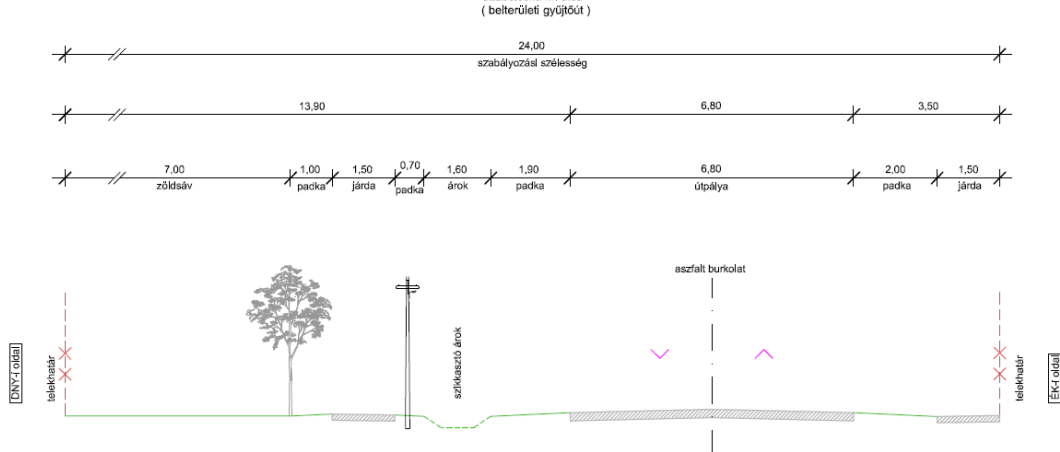 ( belterületi gyűjtőút )
24,00
szabályozási szélesség
13,90
6,80
3,50
7,00
zöldsáv
1,00
padka
1,50
járda
0,70
padka
1,60
árok
1,90
padka
6,80
útpálya
2,00
padka
1,50
járda
aszfalt burkolat
DNY-i oldal
telekhatár
szikkasztó árok
telekhatár
ÉK-i oldal